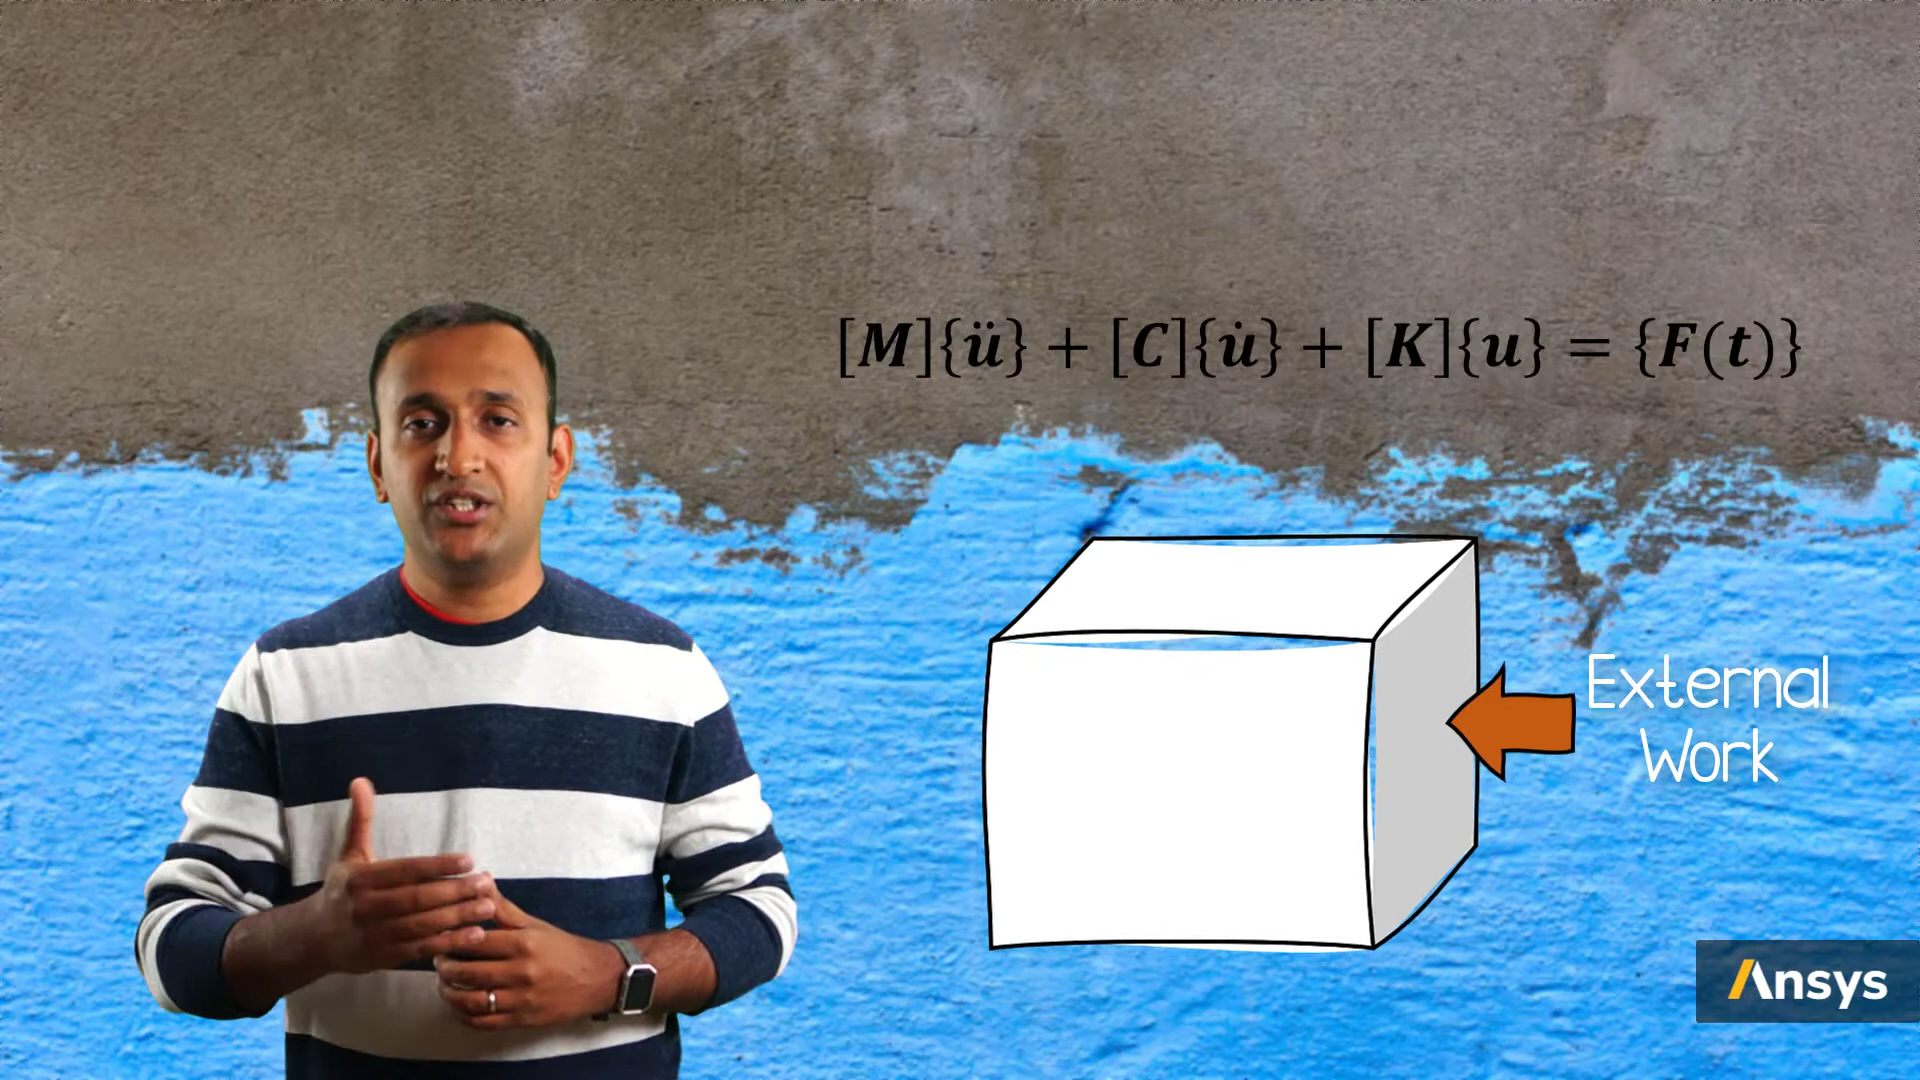 [M]{ü} + [C]{u̇} + [K]{u} = {F(t)}
External
Work
Ansys